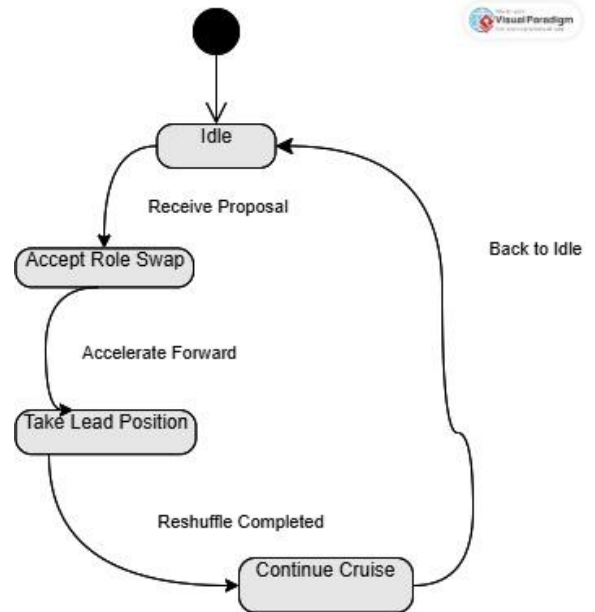 Visual Paradigm
Idle
Receive Proposal
Back to Idle
Accept Role Swap
Accelerate Forward
Take Lead Position
Reshuffle Completed
Continue Cruise